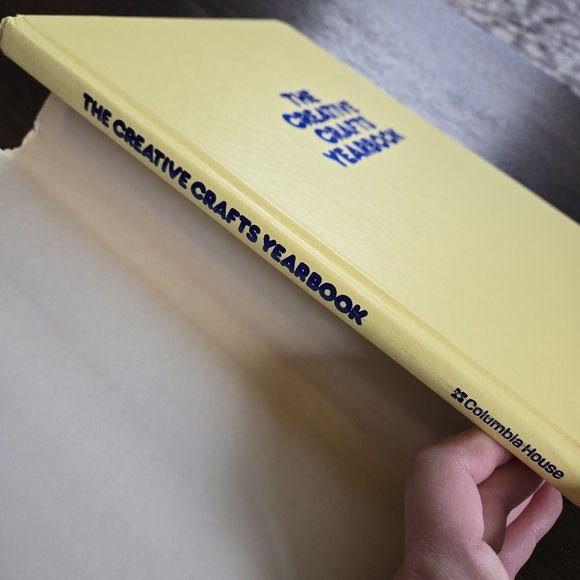 THE
CREATIVE
CRAFTS
YEARBOOK
THE CREATIVE CRAFTS YEARBOOK
Columbia House